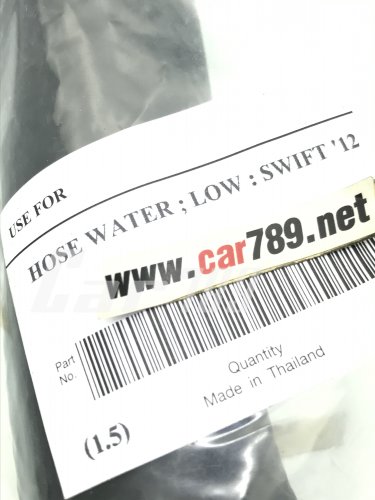 USE FOR
HOSE WATER ; LOW : SWIFT '12
www.car789.net
Part No.
Quantity
Made in Thailand
(1.5)